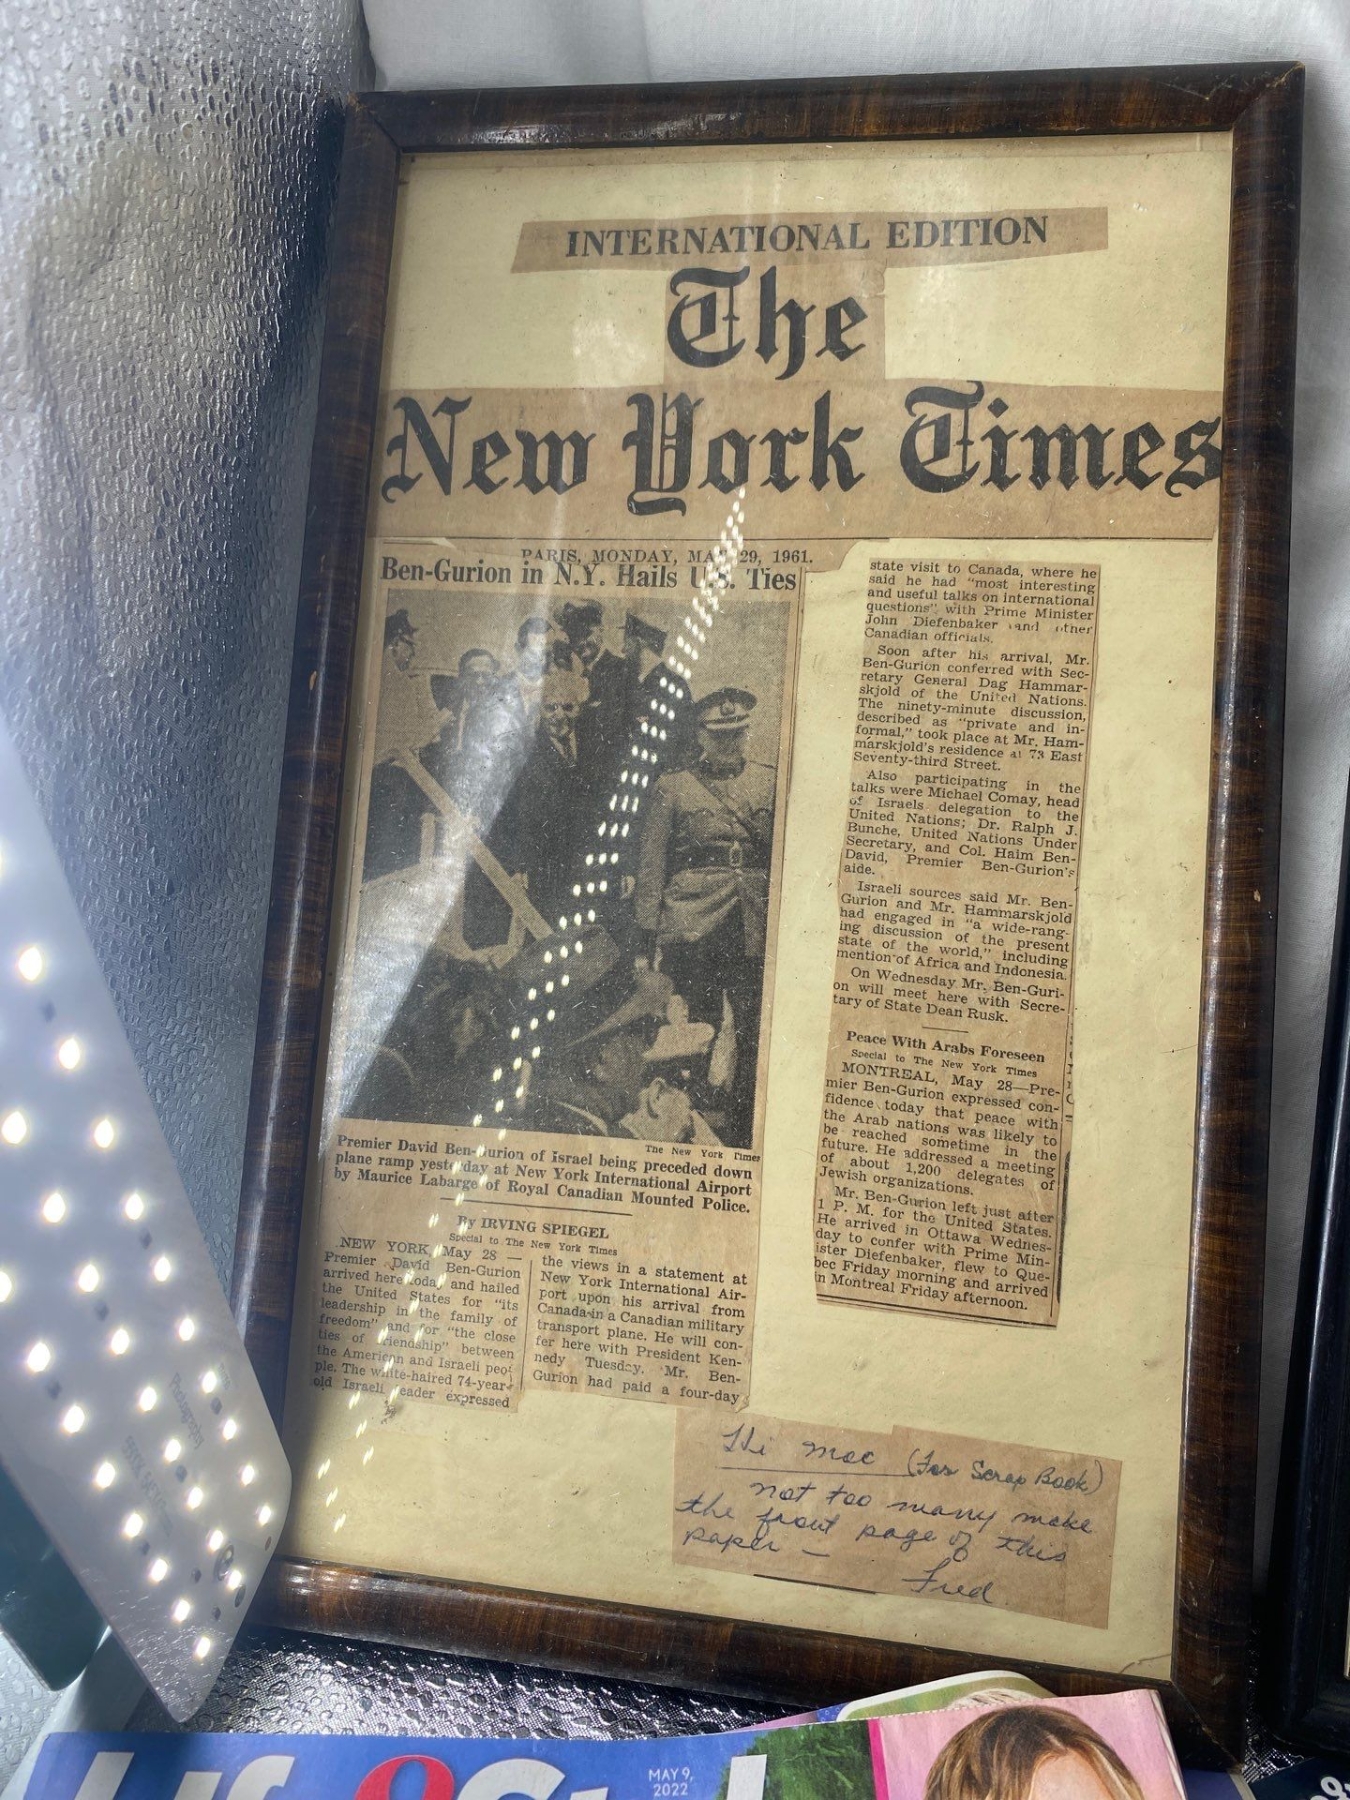 INTERNATIONAL EDITION
The
New York Times
PARIS, MONDAY, MAY 29, 1961.
Ben-Gurion in N.Y. Hails U.S. Ties
The New York Times
Premier David Ben-Gurion of Israel being preceded down
plane ramp yesterday at New York International Airport
by Maurice Labarge of Royal Canadian Mounted Police.
By IRVING SPIEGEL
Special to The New York Times
NEW YORK, May 28 —
Premier David Ben-Gurion
arrived here today and hailed
the United States for "its
leadership in the family of
freedom" and for "the close
ties of friendship" between
the American and Israeli peo-
ple. The white-haired 74-year-
old Israeli leader expressed
the views in a statement at
New York International Air-
port upon his arrival from
Canada in a Canadian military
transport plane. He will con-
fer here with President Ken-
nedy Tuesday. Mr. Ben-
Gurion had paid a four-day
state visit to Canada, where he
said he had "most interesting
and useful talks on international
questions" with Prime Minister
John Diefenbaker and other
Canadian officials.
Soon after his arrival, Mr.
Ben-Gurion conferred with Sec-
retary General Dag Hammar-
skjold of the United Nations.
The ninety-minute discussion,
described as "private and in-
formal," took place at Mr. Ham-
marskjold's residence at 73 East
Seventy-third Street.
Also participating in the
talks were Michael Comay, head
of Israels delegation to the
United Nations; Dr. Ralph J.
Bunche, United Nations Under
Secretary, and Col. Haim Ben-
David, Premier Ben-Gurion's
aide.
Israeli sources said Mr. Ben-
Gurion and Mr. Hammarskjold
had engaged in "a wide-rang-
ing discussion of the present
state of the world," including
mention of Africa and Indonesia.
On Wednesday Mr. Ben-Guri-
on will meet here with Secre-
tary of State Dean Rusk.
Peace With Arabs Foreseen
Special to The New York Times
MONTREAL, May 28—Pre-
mier Ben-Gurion expressed con-
fidence today that peace with
the Arab nations was likely to
be reached sometime in the
future. He addressed a meeting
of about 1,200 delegates of
Jewish organizations.
Mr. Ben-Gurion left just after
1 P. M. for the United States.
He arrived in Ottawa Wednes-
day to confer with Prime Min-
ister Diefenbaker, flew to Que-
bec Friday morning and arrived
in Montreal Friday afternoon.
Hi Mac (For Scrap Book)
not too many make
the front page of this
paper —
Fred
Photography
MAY 9,
2022